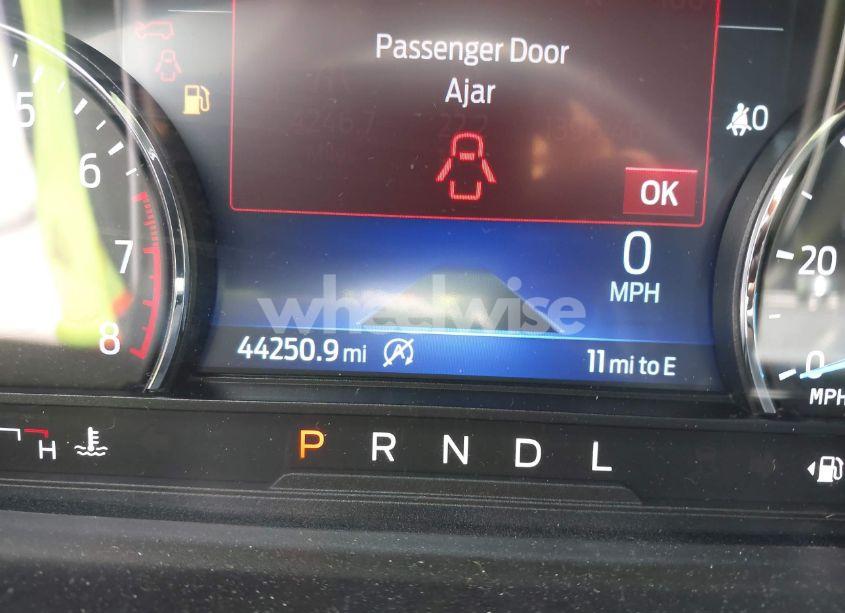 Passenger Door
Ajar
OK
0
5
6
7
8
0
MPH
20
0
MPH
wheelwise
44250.9 mi
11 mi to E
H
P R N D L